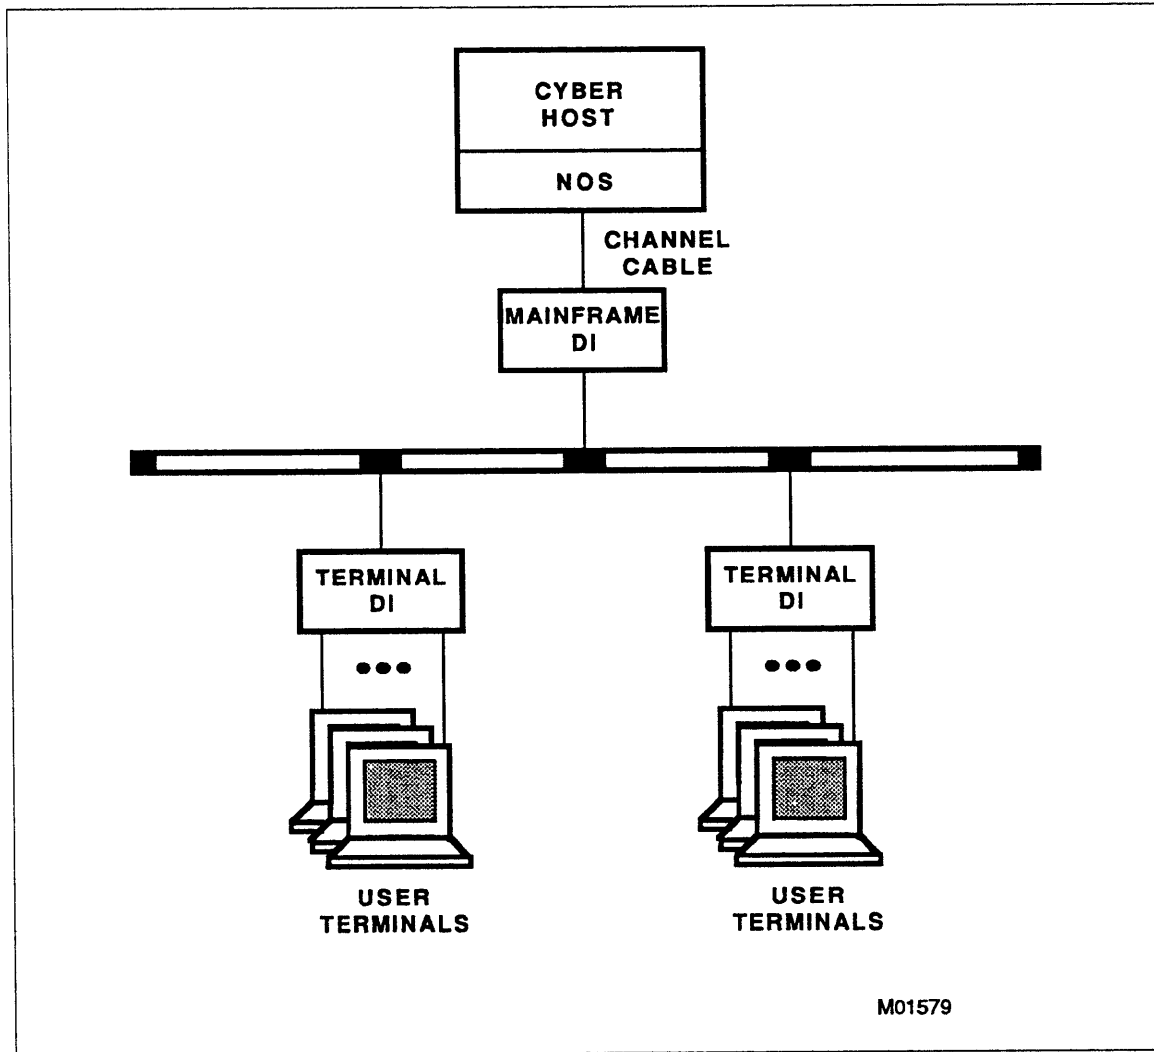 CYBER
HOST
NOS
CHANNEL
CABLE
MAINFRAME
DI
TERMINAL
DI
TERMINAL
DI
USER
TERMINALS
USER
TERMINALS
M01579